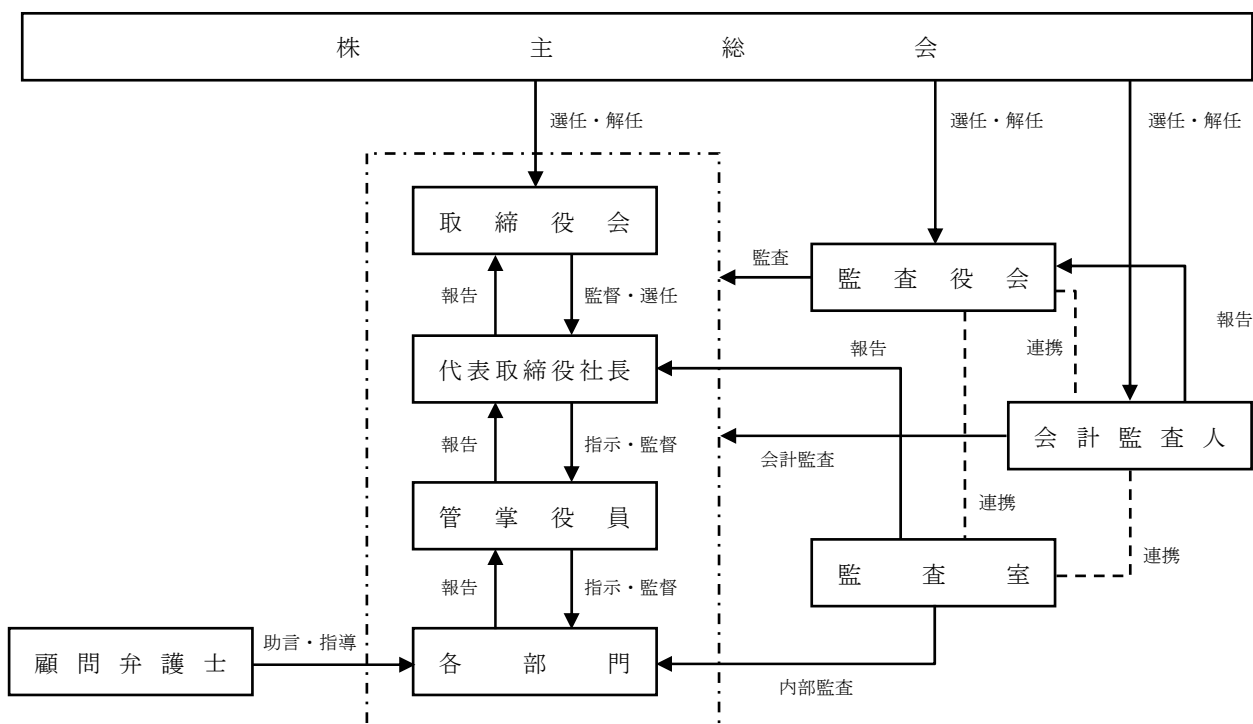 株主総会
選任・解任
選任・解任
選任・解任
取締役会
監査
監査役会
報告
監督・選任
報告
報告
連携
代表取締役社長
会計監査人
報告
指示・監督
会計監査
管掌役員
連携
監査室
連携
報告
指示・監督
顧問弁護士
助言・指導
各部門
内部監査